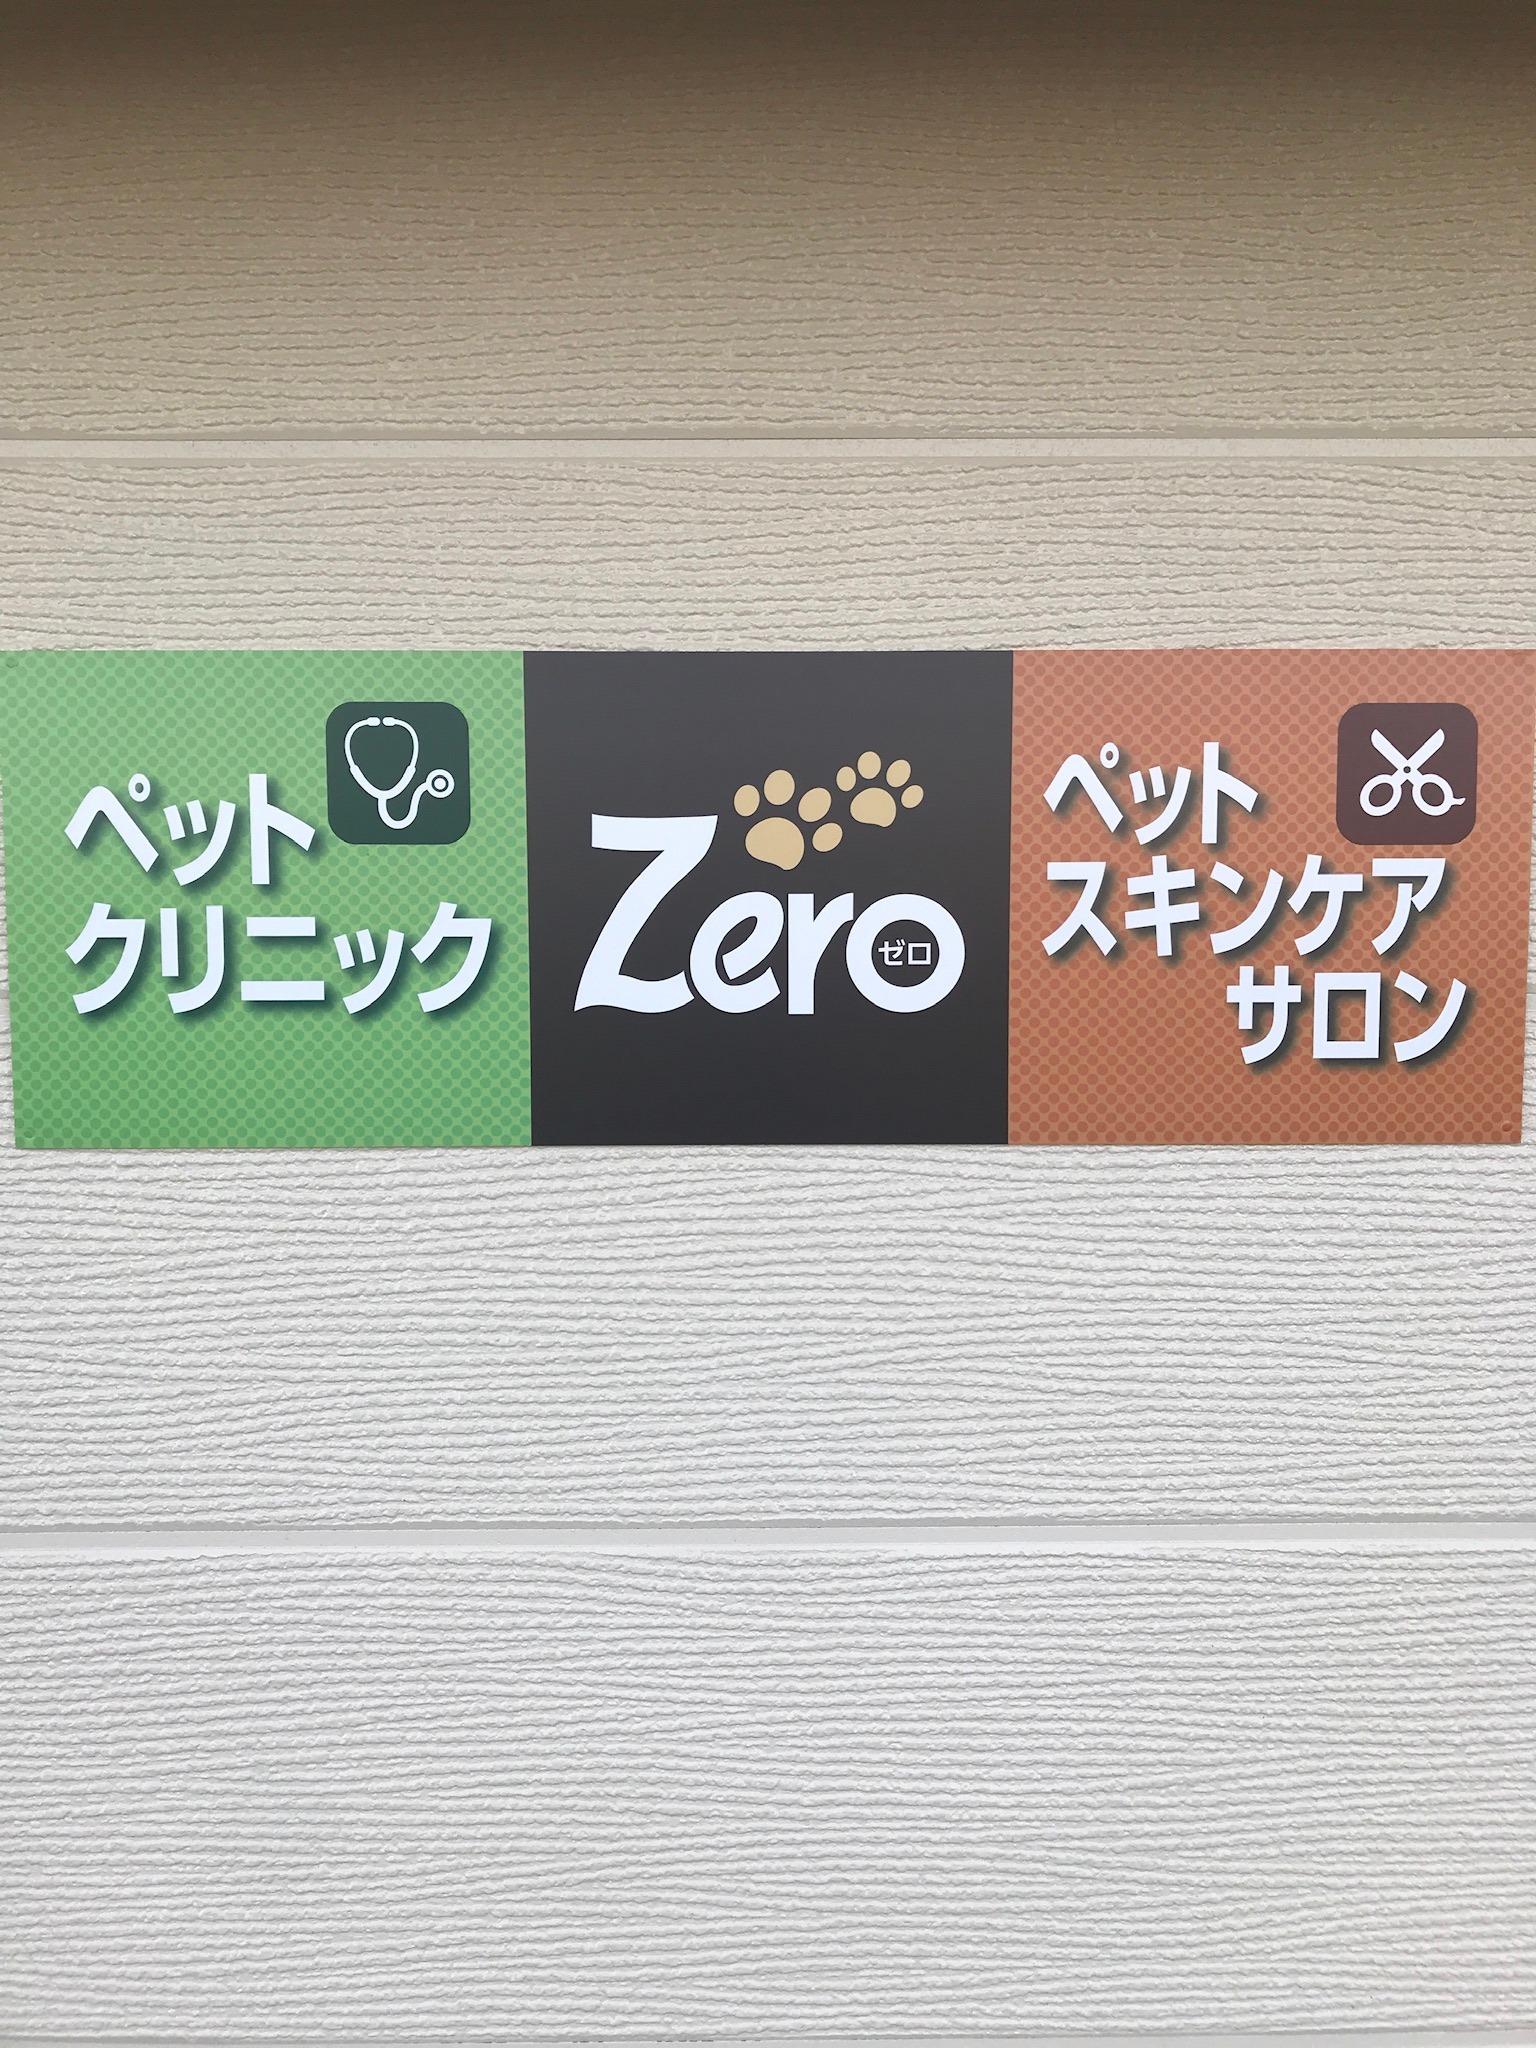 ペット
クリニック
Zero
ゼロ
ペット
スキンケア
サロン